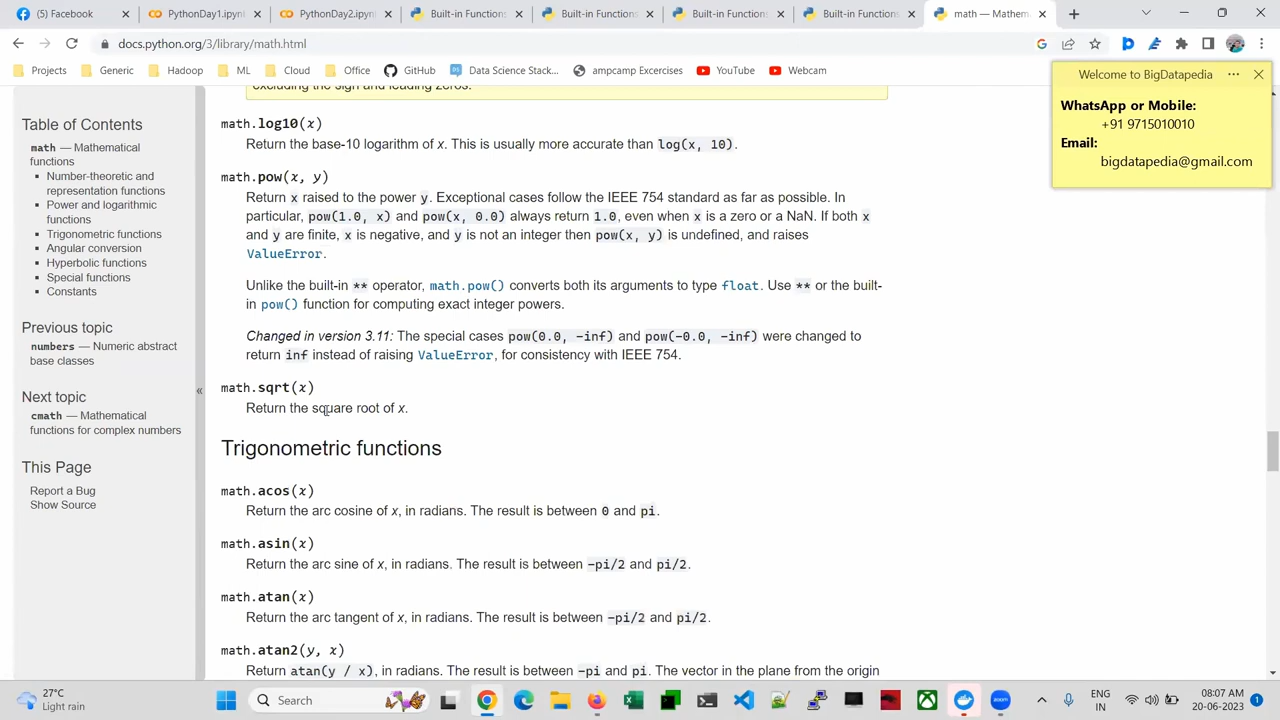 (5) Facebook
PythonDay1.ipynb
PythonDay2.ipynb
Built-in Functions
Built-in Functions
Built-in Functions
Built-in Functions
math — Mathem
docs.python.org/3/library/math.html
Projects
Generic
Hadoop
ML
Cloud
Office
GitHub
Data Science Stack...
ampcamp Excercises
YouTube
Webcam
Welcome to BigDatapedia
WhatsApp or Mobile:
+91 9715010010
Email:
bigdatapedia@gmail.com
Table of Contents
math — Mathematical
functions
Number-theoretic and
representation functions
Power and logarithmic
functions
Trigonometric functions
Angular conversion
Hyperbolic functions
Special functions
Constants
Previous topic
numbers — Numeric abstract
base classes
Next topic
cmath — Mathematical
functions for complex numbers
This Page
Report a Bug
Show Source
«
excluding the sign and leading zeros.
math.log10(x)
Return the base-10 logarithm of x. This is usually more accurate than log(x, 10).
math.pow(x, y)
Return x raised to the power y. Exceptional cases follow the IEEE 754 standard as far as possible. In
particular, pow(1.0, x) and pow(x, 0.0) always return 1.0, even when x is a zero or a NaN. If both x
and y are finite, x is negative, and y is not an integer then pow(x, y) is undefined, and raises
ValueError.
Unlike the built-in ** operator, math.pow() converts both its arguments to type float. Use ** or the built-
in pow() function for computing exact integer powers.
Changed in version 3.11: The special cases pow(0.0, -inf) and pow(-0.0, -inf) were changed to
return inf instead of raising ValueError, for consistency with IEEE 754.
math.sqrt(x)
Return the square root of x.
Trigonometric functions
math.acos(x)
Return the arc cosine of x, in radians. The result is between 0 and pi.
math.asin(x)
Return the arc sine of x, in radians. The result is between -pi/2 and pi/2.
math.atan(x)
Return the arc tangent of x, in radians. The result is between -pi/2 and pi/2.
math.atan2(y, x)
Return atan(y / x), in radians. The result is between -pi and pi. The vector in the plane from the origin
27°C
Light rain
Search
zoom
ENG
IN
08:07 AM
20-06-2023
1